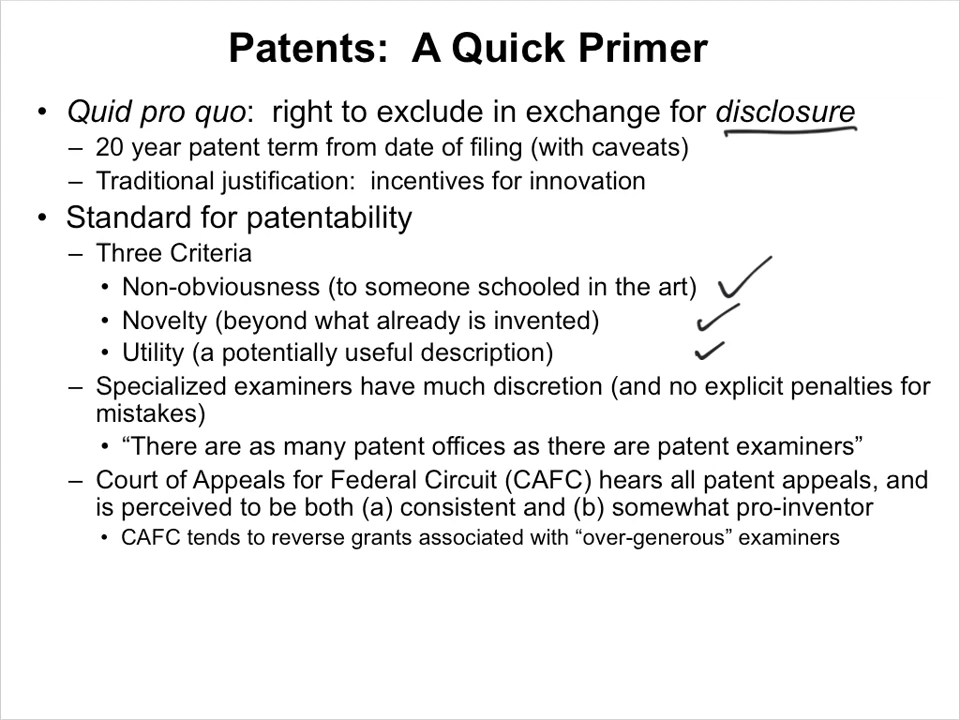 Patents:  A Quick Primer
• Quid pro quo:  right to exclude in exchange for disclosure
– 20 year patent term from date of filing (with caveats)
– Traditional justification:  incentives for innovation
• Standard for patentability
– Three Criteria
• Non-obviousness (to someone schooled in the art)
• Novelty (beyond what already is invented)
• Utility (a potentially useful description)
– Specialized examiners have much discretion (and no explicit penalties for
mistakes)
• “There are as many patent offices as there are patent examiners”
– Court of Appeals for Federal Circuit (CAFC) hears all patent appeals, and
is perceived to be both (a) consistent and (b) somewhat pro-inventor
• CAFC tends to reverse grants associated with “over-generous” examiners